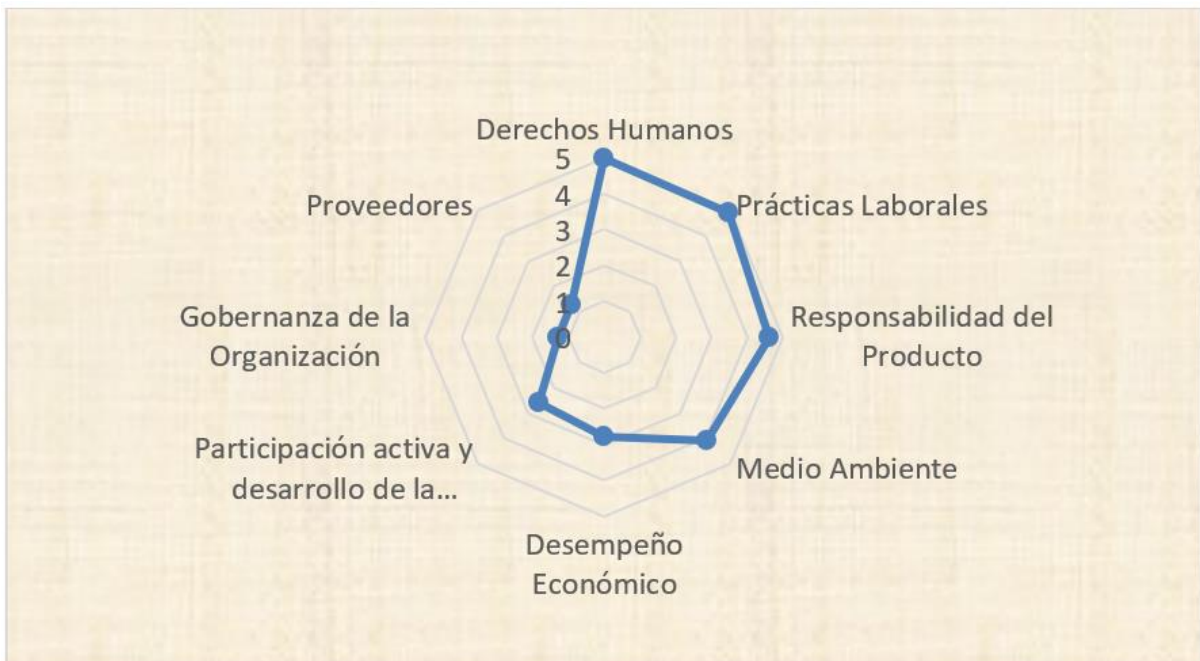 Derechos Humanos
5
4
3
2
1
0
Prácticas Laborales
Responsabilidad del
Producto
Medio Ambiente
Desempeño
Económico
Participación activa y
desarrollo de la...
Gobernanza de la
Organización
Proveedores